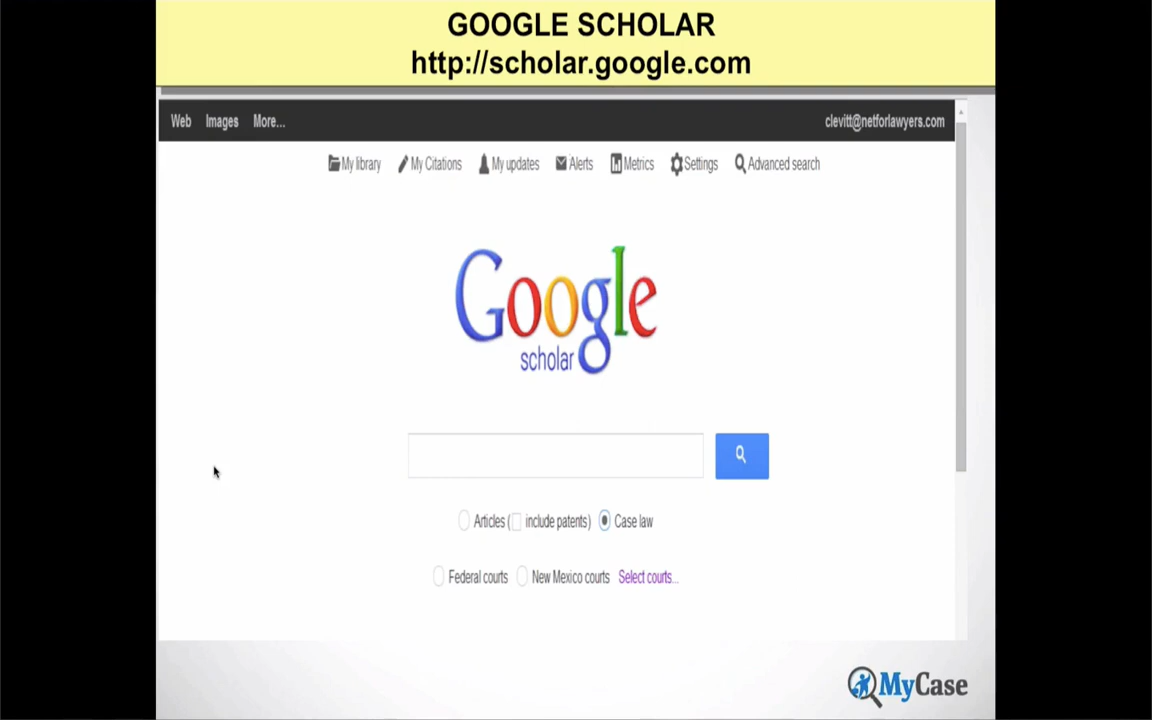 GOOGLE SCHOLAR
http://scholar.google.com
Web Images More... clevitt@netforlawyers.com
My library My Citations My updates Alerts Metrics Settings Advanced search
Google
scholar
Articles ( include patents) Case law
Federal courts New Mexico courts Select courts...
MyCase